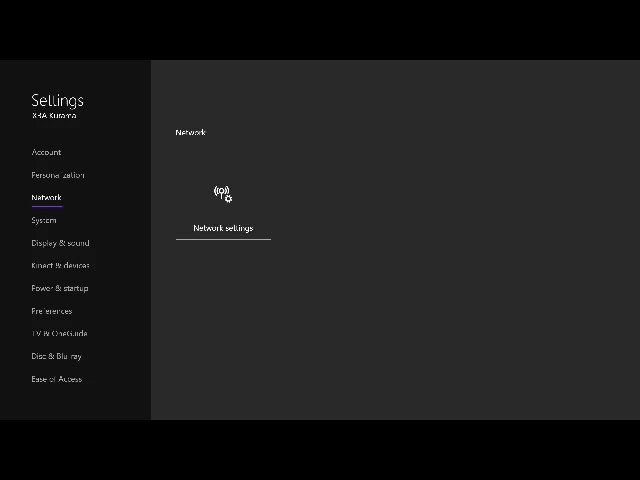 Settings
XBA Kurama
Account
Personalization
Network
System
Display & sound
Kinect & devices
Power & startup
Preferences
TV & OneGuide
Disc & Blu-ray
Ease of Access
Network
Network settings